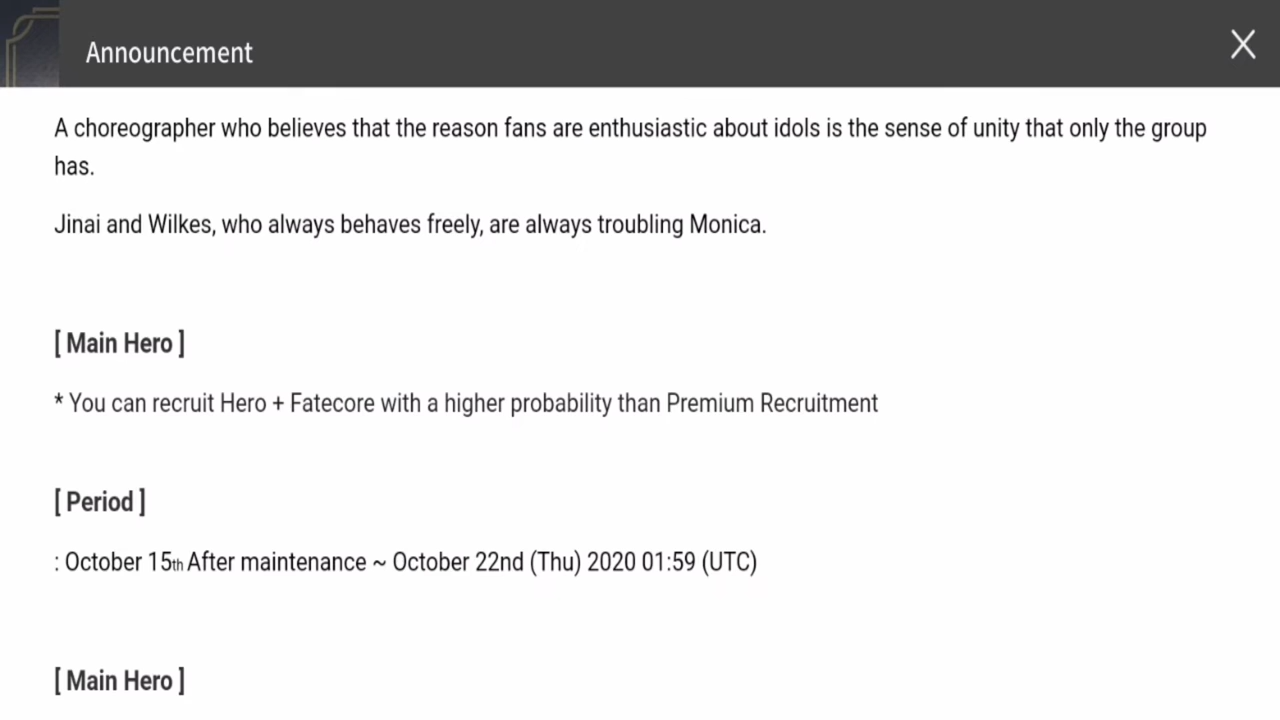 Announcement
A choreographer who believes that the reason fans are enthusiastic about idols is the sense of unity that only the group
has.
Jinai and Wilkes, who always behaves freely, are always troubling Monica.
[ Main Hero ]
* You can recruit Hero + Fatecore with a higher probability than Premium Recruitment
[ Period ]
: October 15th After maintenance ~ October 22nd (Thu) 2020 01:59 (UTC)
[ Main Hero ]